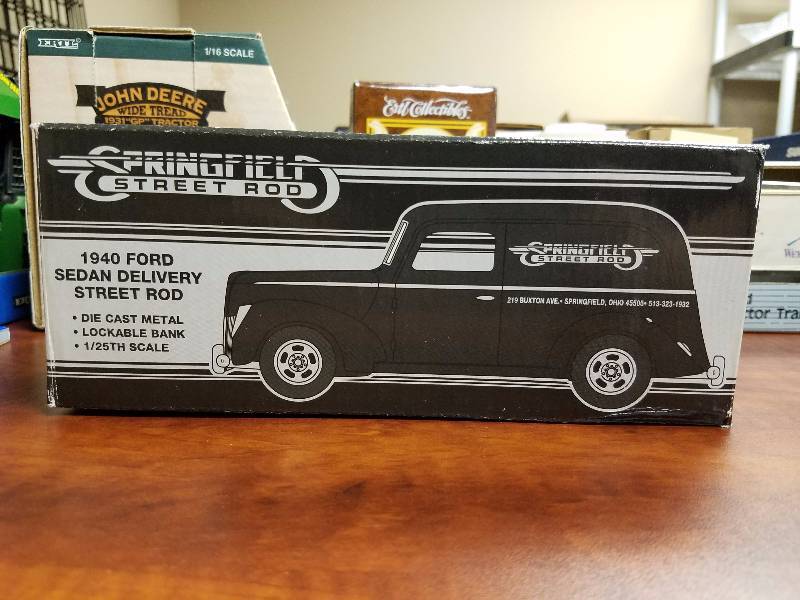 ERTL
1/16 SCALE
JOHN DEERE
WIDE TREAD
1931 "GP" TRACTOR
Ertl Collectibles
SPRINGFIELD
STREET ROD
1940 FORD
SEDAN DELIVERY
STREET ROD
• DIE CAST METAL
• LOCKABLE BANK
• 1/25TH SCALE
SPRINGFIELD
STREET ROD
219 BUXTON AVE.• SPRINGFIELD, OHIO 45505• 513-323-1932